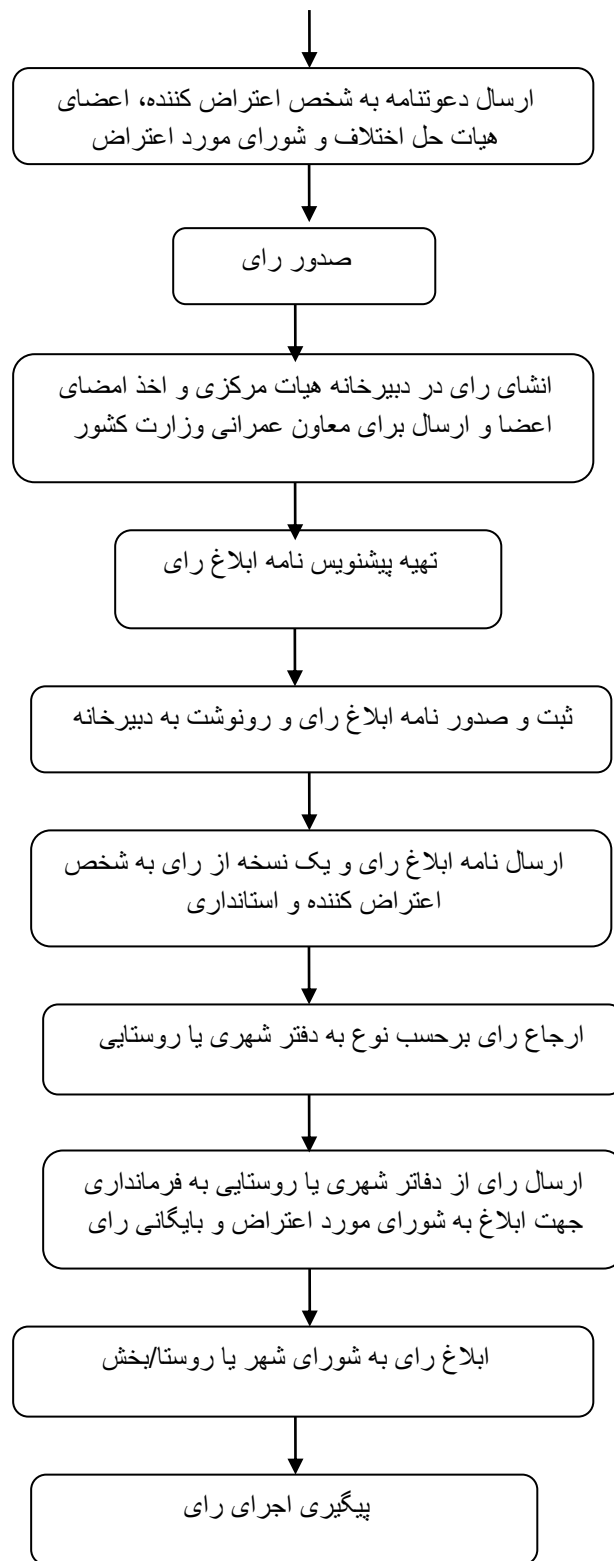 ارسال دعوتنامه به شخص اعتراض کننده، اعضای
هیات حل اختلاف و شورای مورد اعتراض
صدور رای
انشای رای در دبیرخانه هیات مرکزی و اخذ امضای
اعضا و ارسال برای معاون عمرانی وزارت کشور
تهیه پیشنویس نامه ابلاغ رای
ثبت و صدور نامه ابلاغ رای و رونوشت به دبیرخانه
ارسال نامه ابلاغ رای و یک نسخه از رای به شخص
اعتراض کننده و استانداری
ارجاع رای برحسب نوع به دفتر شهری یا روستایی
ارسال رای از دفاتر شهری یا روستایی به فرمانداری
جهت ابلاغ به شورای مورد اعتراض و بایگانی رای
ابلاغ رای به شورای شهر یا روستا/بخش
پیگیری اجرای رای